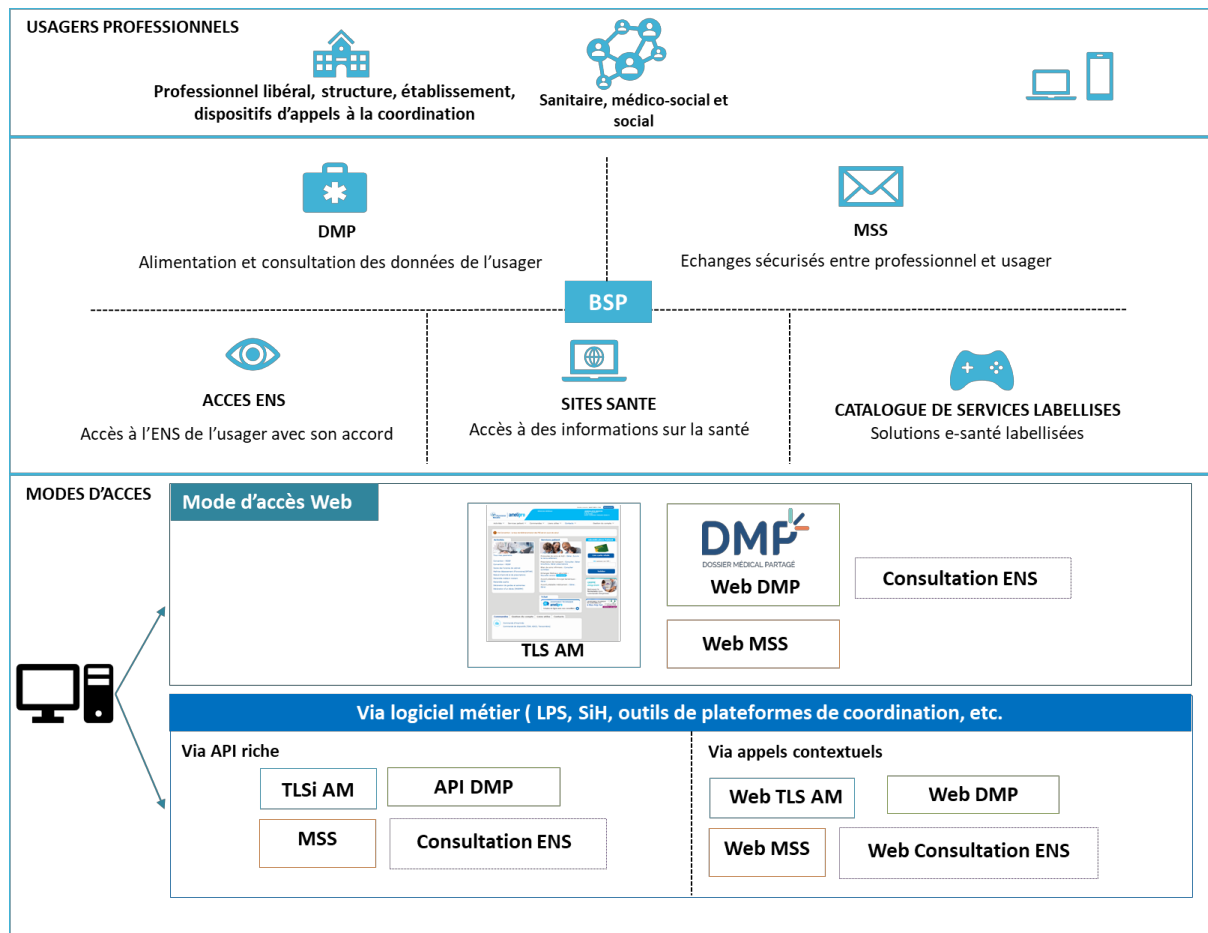 USAGERS PROFESSIONNELS
Professionnel libéral, structure, établissement,
dispositifs d'appels à la coordination
Sanitaire, médico-social et
social
DMP
Alimentation et consultation des données de l'usager
MSS
Echanges sécurisés entre professionnel et usager
BSP
ACCES ENS
Accès à l'ENS de l'usager avec son accord
SITES SANTE
Accès à des informations sur la santé
CATALOGUE DE SERVICES LABELLISES
Solutions e-santé labellisées
MODES D'ACCES
Mode d'accès Web
amelipro
TLS AM
DMP
DOSSIER MÉDICAL PARTAGÉ
Web DMP
Consultation ENS
Web MSS
Via logiciel métier ( LPS, SiH, outils de plateformes de coordination, etc.
Via API riche
TLSi AM
API DMP
MSS
Consultation ENS
Via appels contextuels
Web TLS AM
Web DMP
Web MSS
Web Consultation ENS